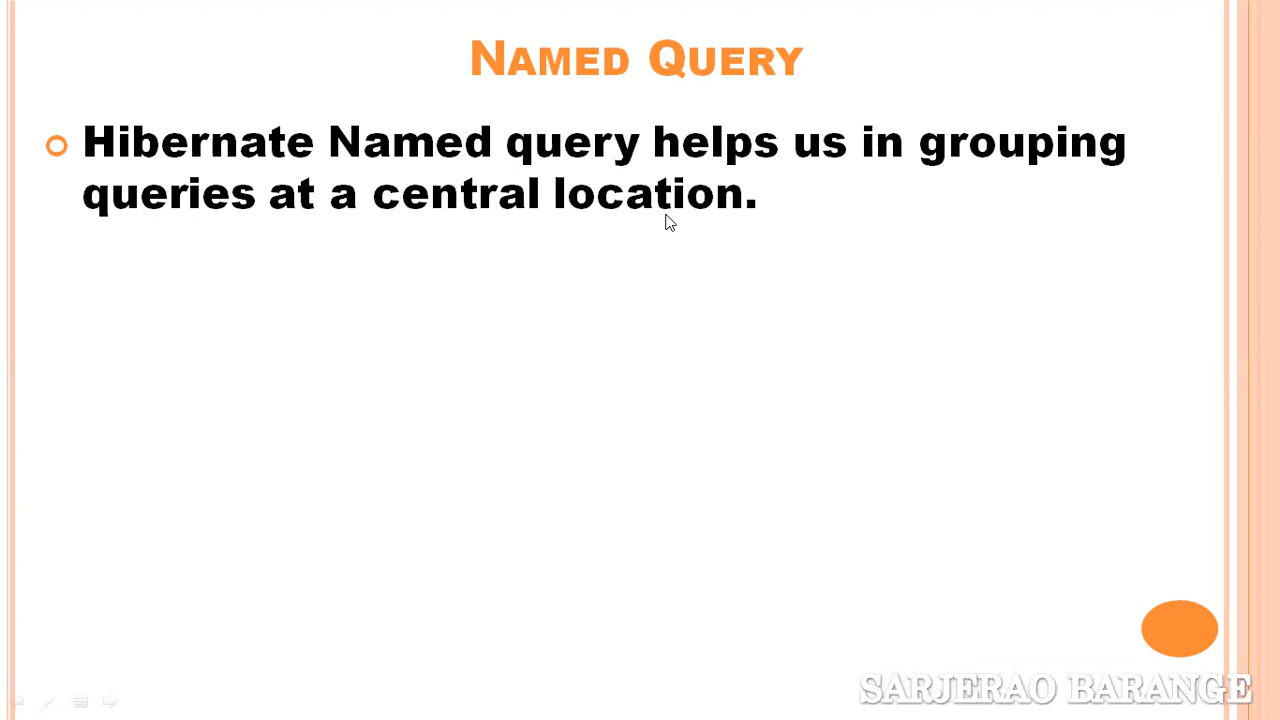 NAMED QUERY
Hibernate Named query helps us in grouping
queries at a central location.
SARJERAO BARANGE